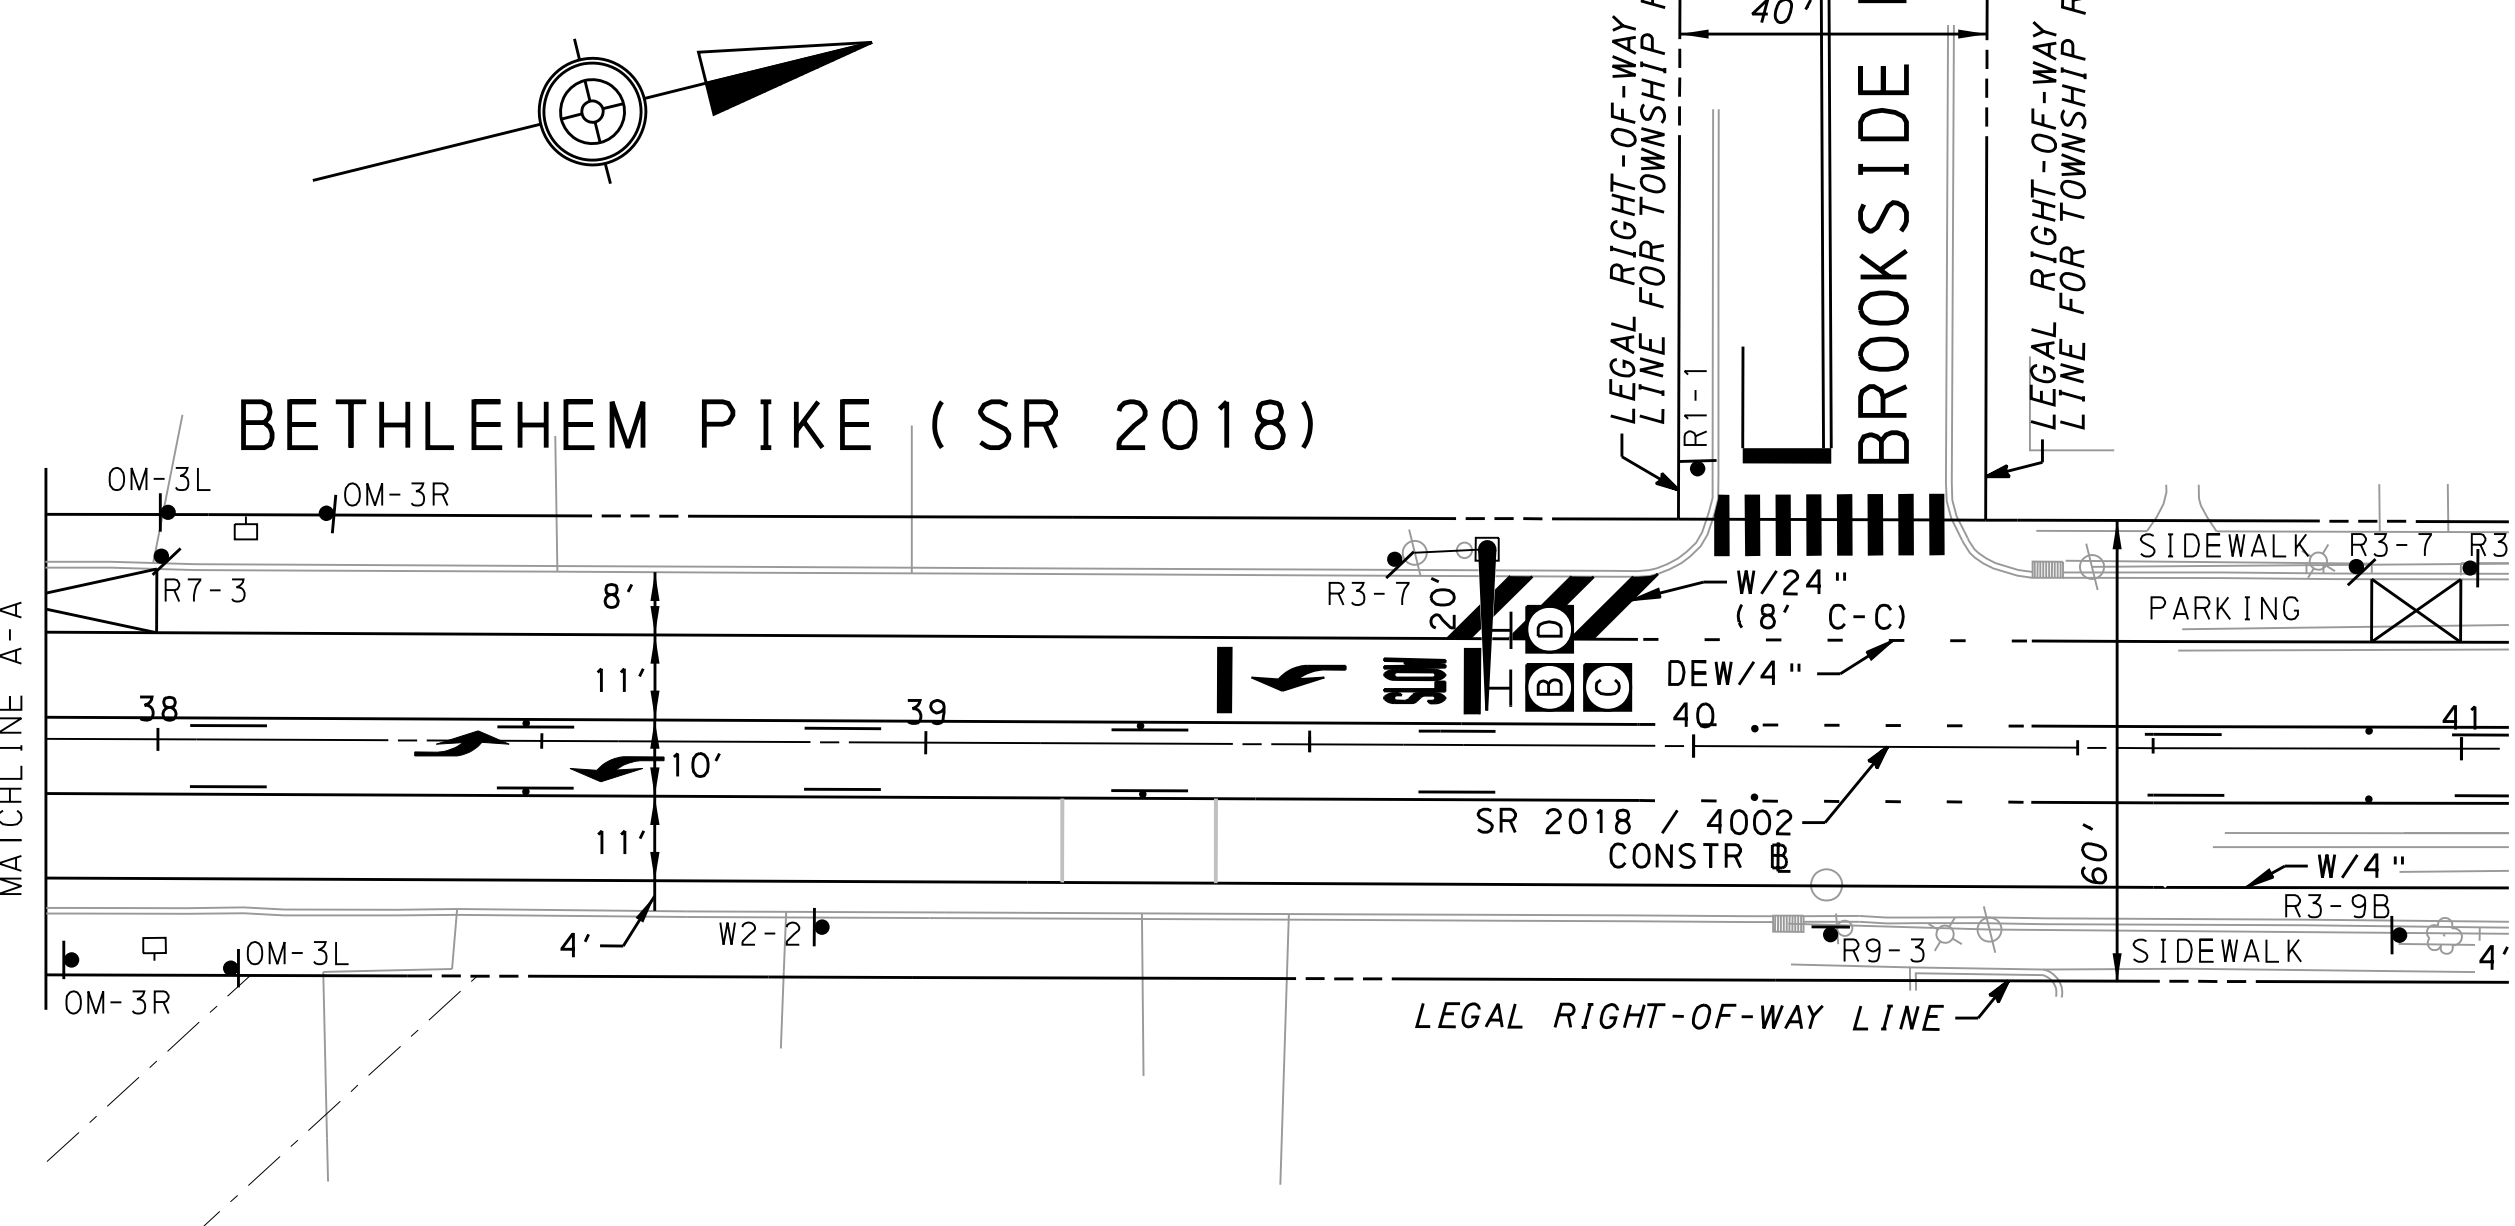 40'
LEGAL RIGHT-OF-WAY
LINE FOR TOWNSHIP R
BROOKSIDE
LEGAL RIGHT-OF-WAY
LINE FOR TOWNSHIP R
R1-1
BETHLEHEM PIKE (SR 2018)
OM-3L
OM-3R
R7-3
8'
R3-7
20'
W/24"
(8' C-C)
SIDEWALK
R3-7
R3
PARKING
D
B
C
ONLY
DEW/4"
11'
38
39
40
41
10'
MATCHLINE A-A
11'
SR 2018 / 4002
CONSTR BL
60'
W/4"
R3-9B
4'
W2-2
R9-3
SIDEWALK
4'
OM-3L
OM-3R
LEGAL RIGHT-OF-WAY LINE